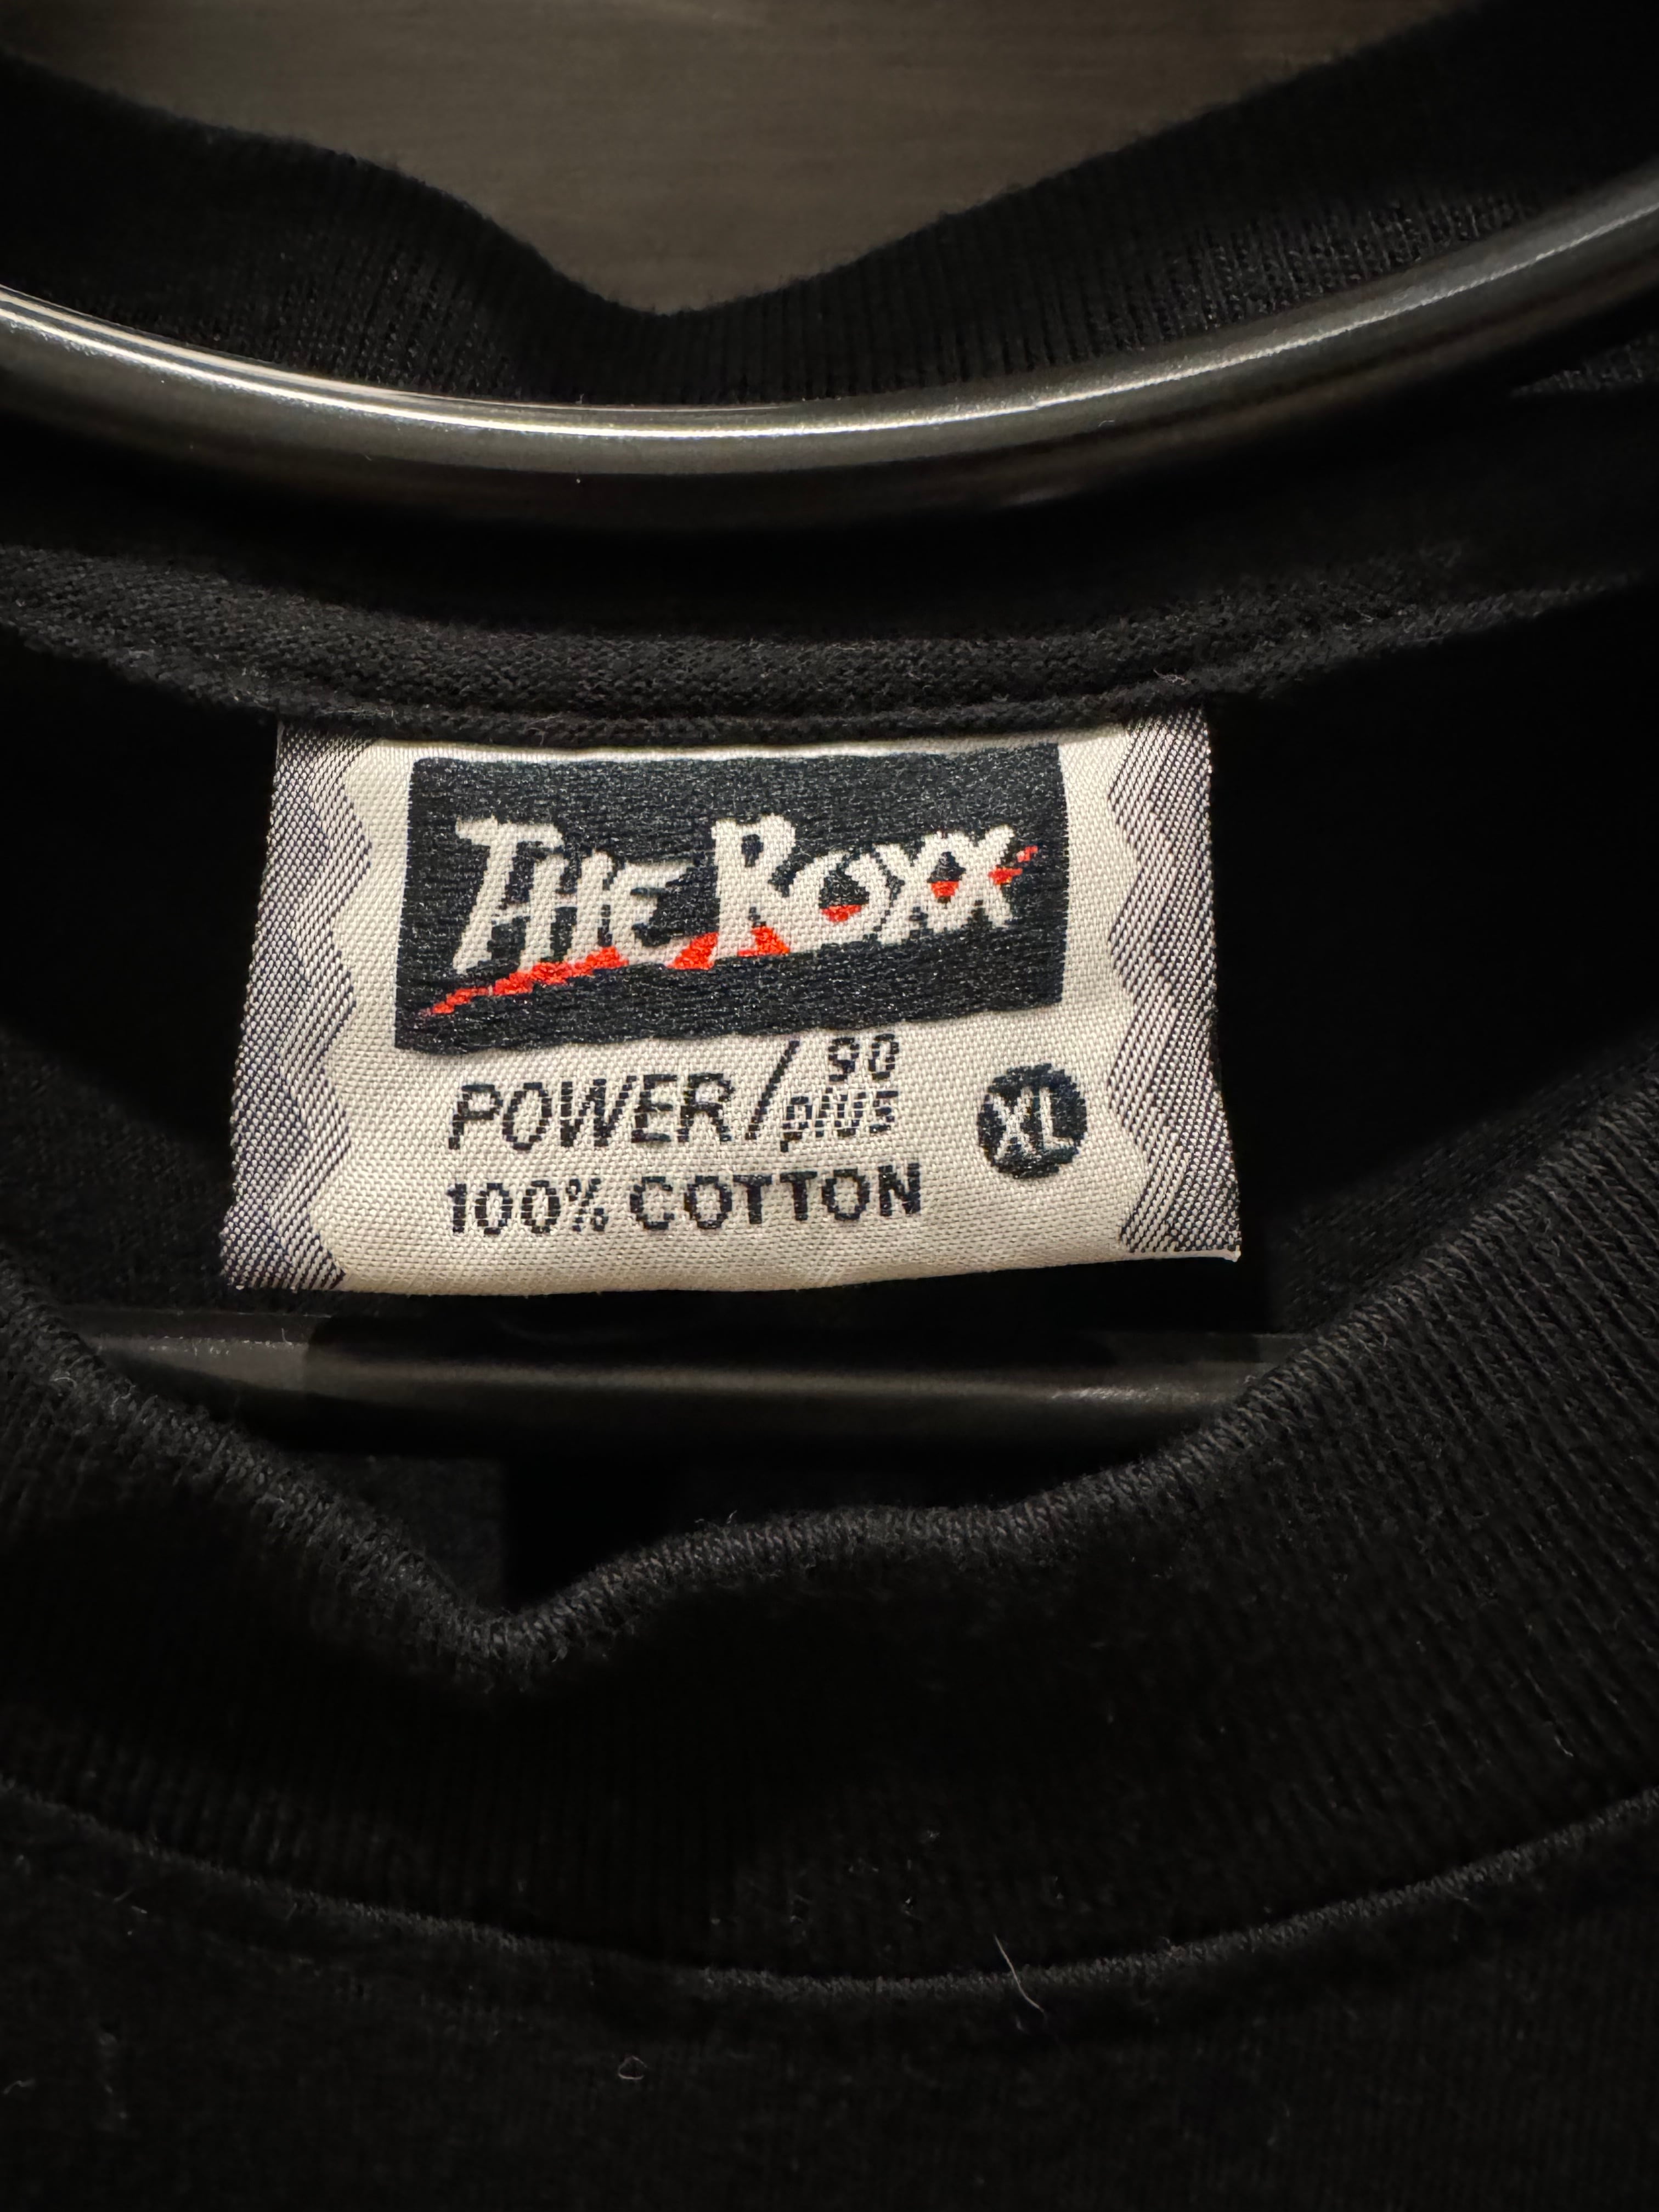 THE ROXX
POWER/90 plus
XL
100% COTTON